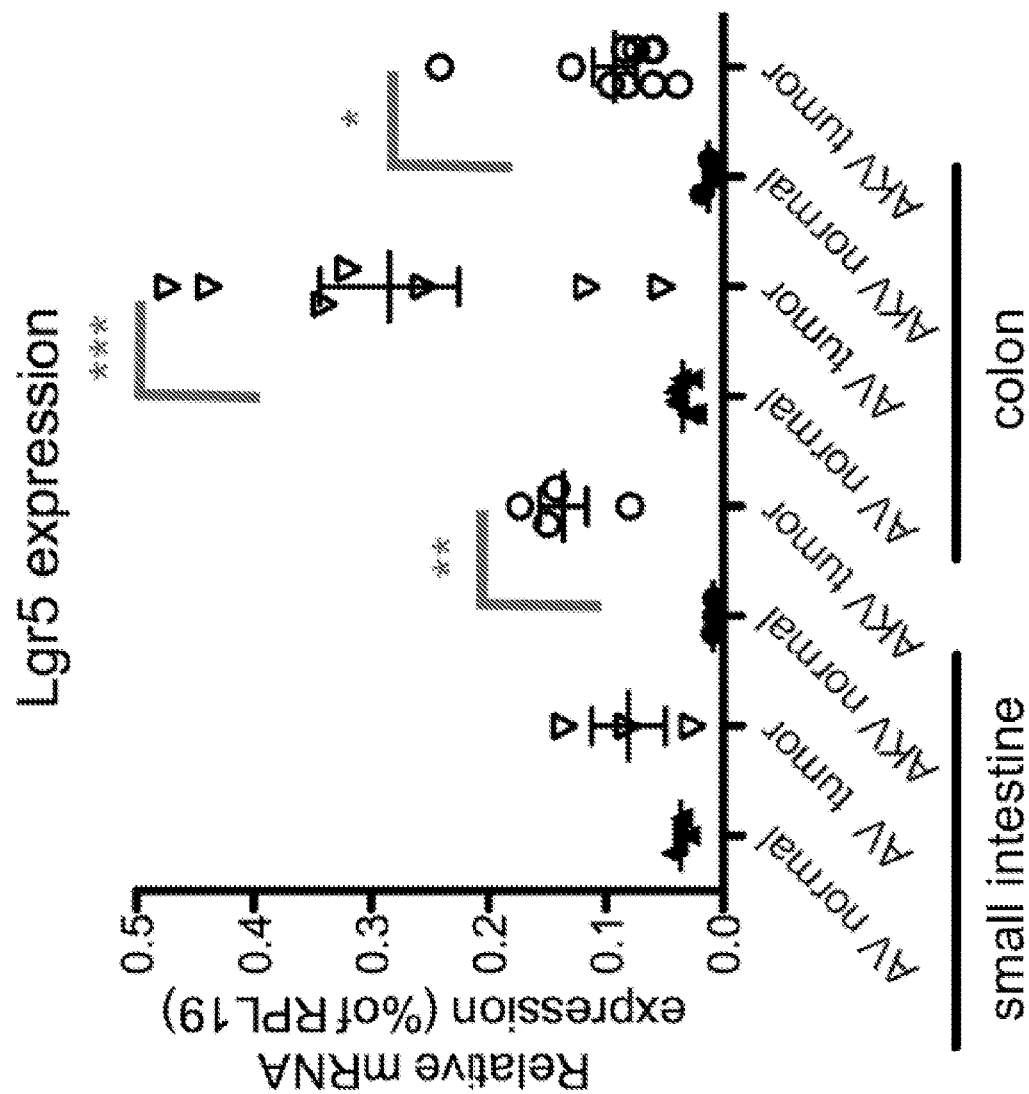 Lgr5 expression
***
*
**
Relative mRNA
expression (%of RPL19)
0.5
0.4
0.3
0.2
0.1
0.0
AV normal
AV tumor
AKV normal
AKV tumor
AV normal
AV tumor
AKV normal
AKV tumor
small intestine
colon